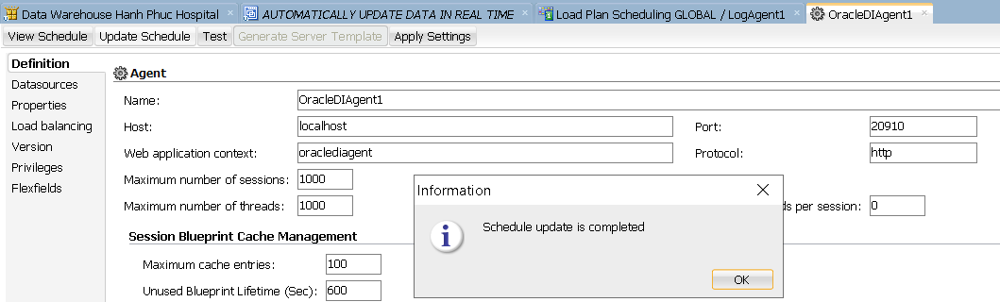 Data Warehouse Hanh Phuc Hospital × AUTOMATICALLY UPDATE DATA IN REAL TIME × Load Plan Scheduling GLOBAL / LogAgent1 × OracleDIAgent1 ×
View Schedule Update Schedule Test Generate Server Template Apply Settings
Definition
Datasources
Properties
Load balancing
Version
Privileges
Flexfields
Agent
Name: OracleDIAgent1
Host: localhost Port: 20910
Web application context: oraclediagent Protocol: http
Maximum number of sessions: 1000
Maximum number of threads: 1000 per session: 0
Session Blueprint Cache Management
Maximum cache entries: 100
Unused Blueprint Lifetime (Sec): 600
Information
Schedule update is completed
OK